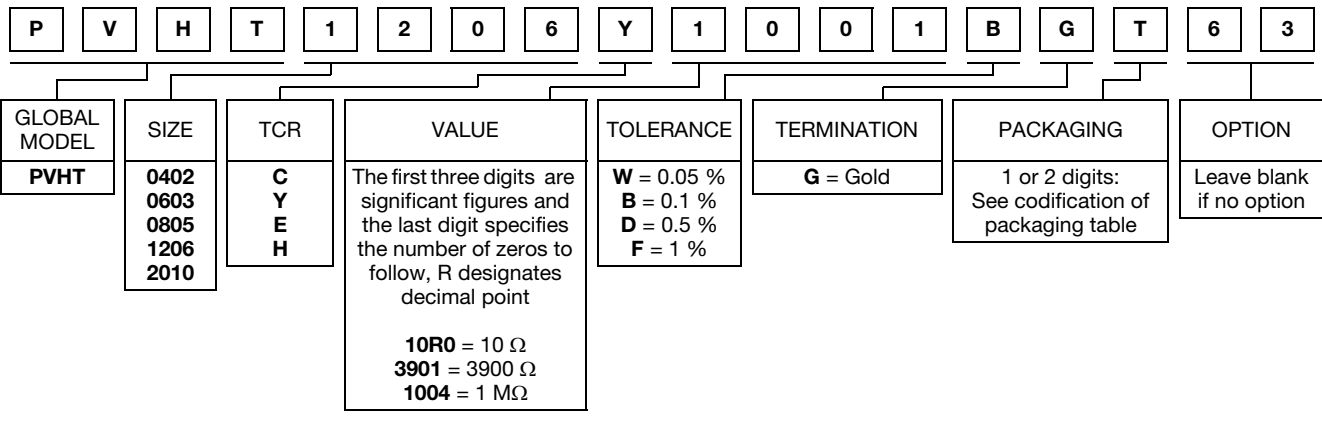 P V H T 1 2 0 6 Y 1 0 0 1 B G T 6 3
GLOBAL
MODEL
PVHT
SIZE
0402
0603
0805
1206
2010
TCR
C
Y
E
H
VALUE
The first three digits are
significant figures and
the last digit specifies
the number of zeros to
follow, R designates
decimal point
10R0 = 10 Ω
3901 = 3900 Ω
1004 = 1 MΩ
TOLERANCE
W = 0.05 %
B = 0.1 %
D = 0.5 %
F = 1 %
TERMINATION
G = Gold
PACKAGING
1 or 2 digits:
See codification of
packaging table
OPTION
Leave blank
if no option